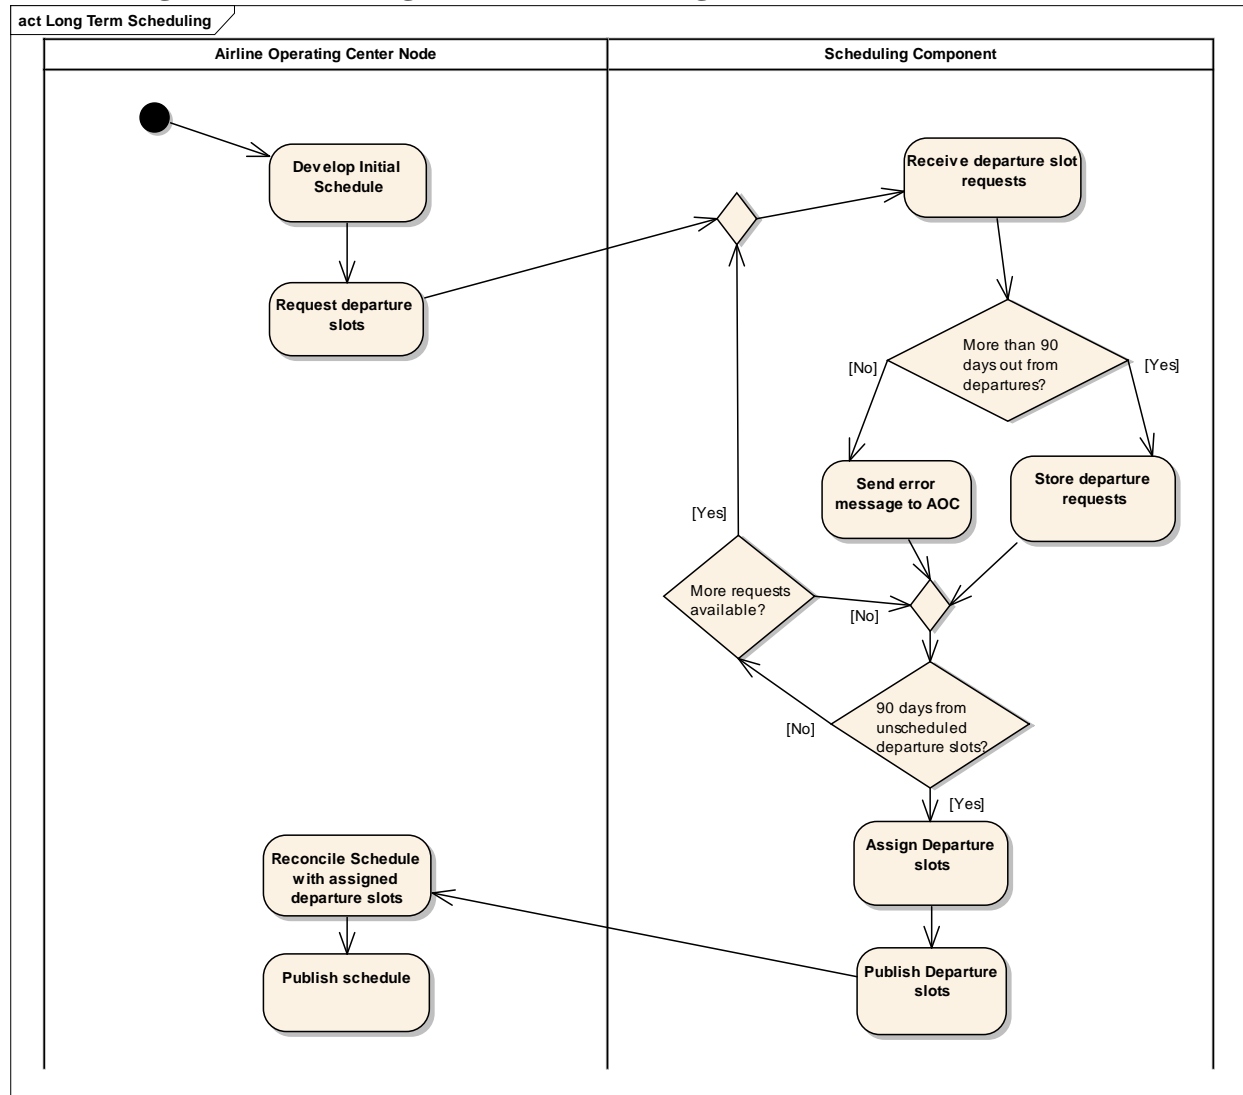 act Long Term Scheduling
Airline Operating Center Node
Scheduling Component
Develop Initial
Schedule
Receive departure slot
requests
Request departure
slots
More than 90
days out from
departures?
[No]
[Yes]
Send error
message to AOC
Store departure
requests
[Yes]
More requests
available?
[No]
90 days from
unscheduled
departure slots?
[No]
[Yes]
Assign Departure
slots
Reconcile Schedule
with assigned
departure slots
Publish Departure
slots
Publish schedule